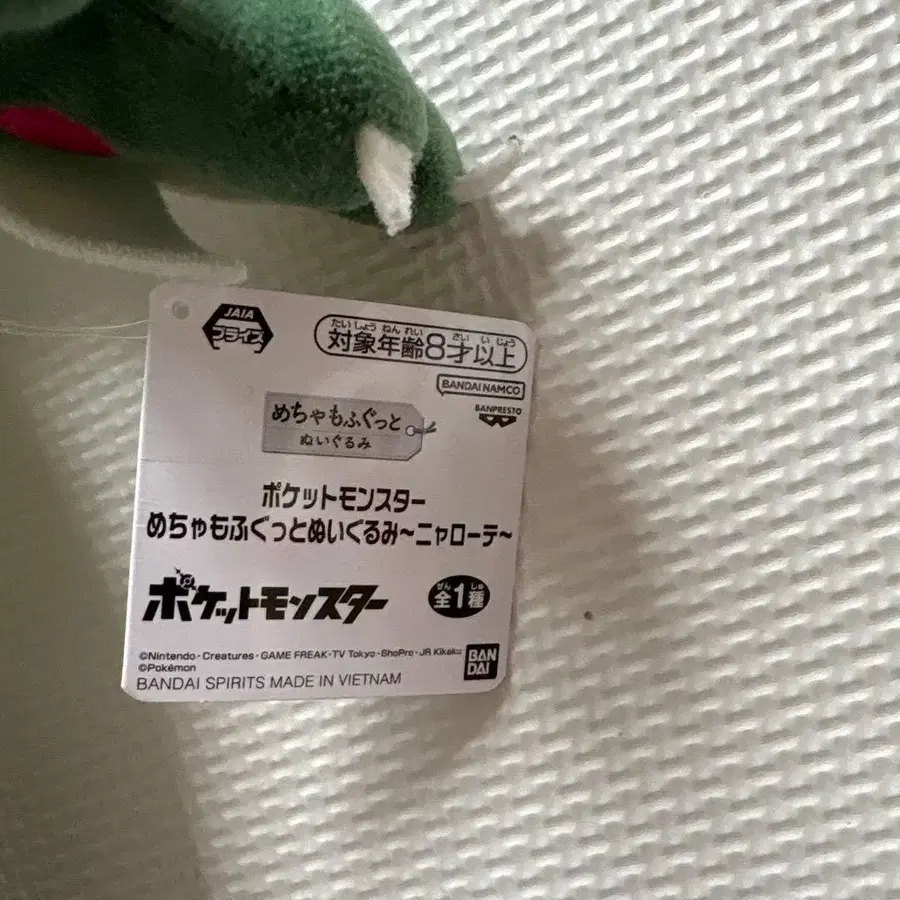 JAIA
プライズ
たいしょうねんれい さいいじょう
対象年齢8才以上
BANDAI NAMCO
BANPRESTO
めちゃもふぐっと
ぬいぐるみ
ポケットモンスター
めちゃもふぐっとぬいぐるみ~ニャローテ~
ポケットモンスター
ぜん しゅ
全1種
©Nintendo・Creatures・GAME FREAK・TV Tokyo・ShoPro・JR Kikaku
©Pokémon
BANDAI
BANDAI SPIRITS MADE IN VIETNAM